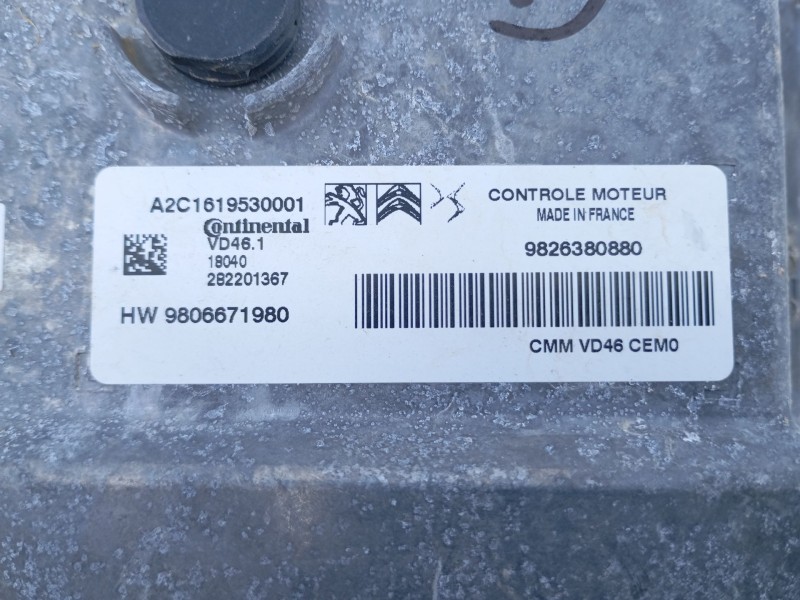 A2C1619530001
Continental
VD46.1
18040
282201367
HW 9806671980
CONTROLE MOTEUR
MADE IN FRANCE
9826380880
CMM VD46 CEM0